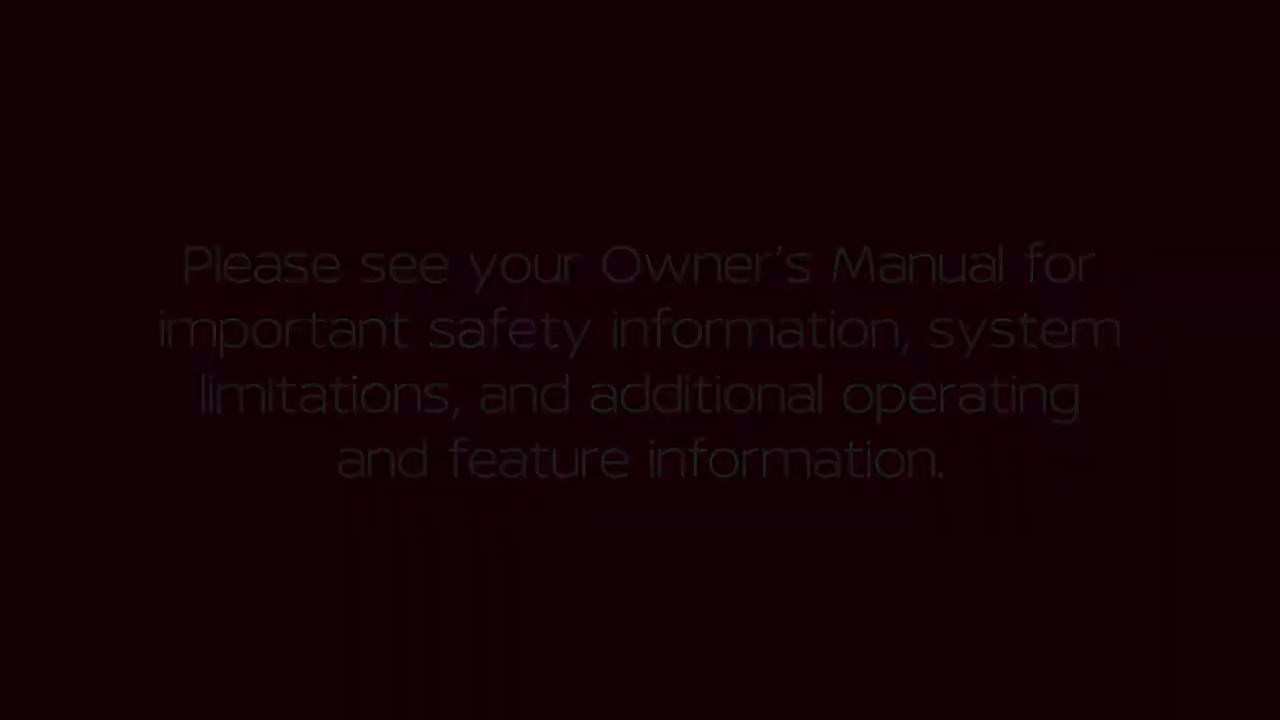 Please see your Owner's Manual for
important safety information, system
limitations, and additional operating
and feature information.